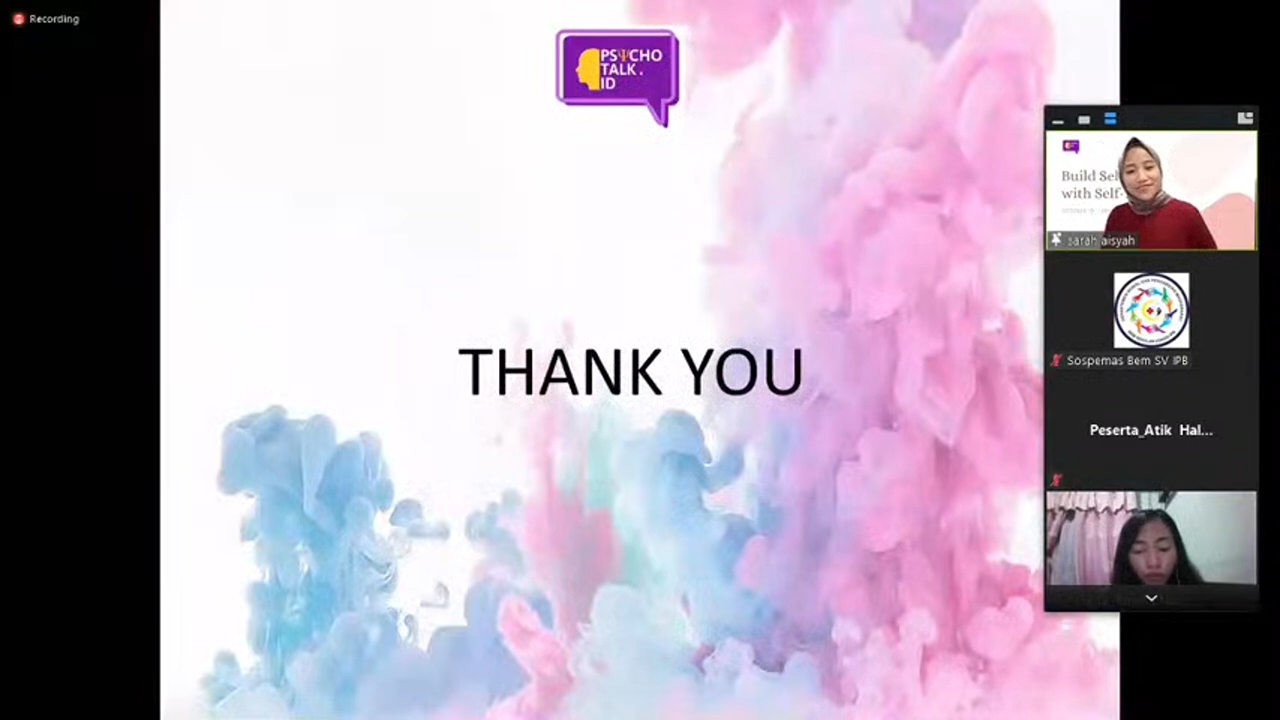 Recording
PSYCHO
TALK.
ID
THANK YOU
Build Sel
with Self-
sarah aisyah
Sospemas Bem SV IPB
Peserta_Atik Hal...